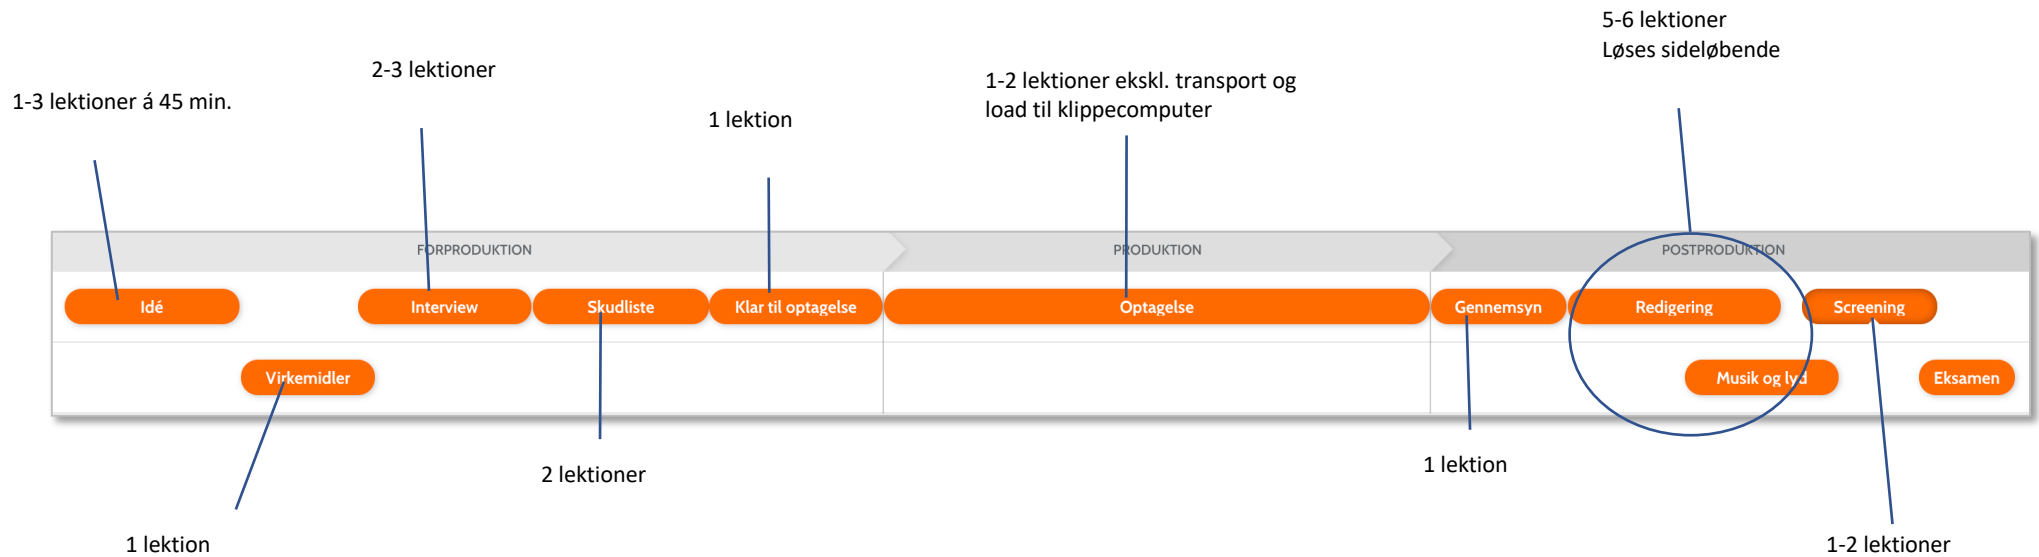 5-6 lektioner
Løses sideløbende
2-3 lektioner
1-2 lektioner ekskl. transport og
load til klippecomputer
1-3 lektioner á 45 min.
1 lektion
FORPRODUKTION
PRODUKTION
POSTPRODUKTION
Idé
Interview
Skudliste
Klar til optagelse
Optagelse
Gennemsyn
Redigering
Screening
Virkemidler
Musik og lyd
Eksamen
2 lektioner
1 lektion
1 lektion
1-2 lektioner